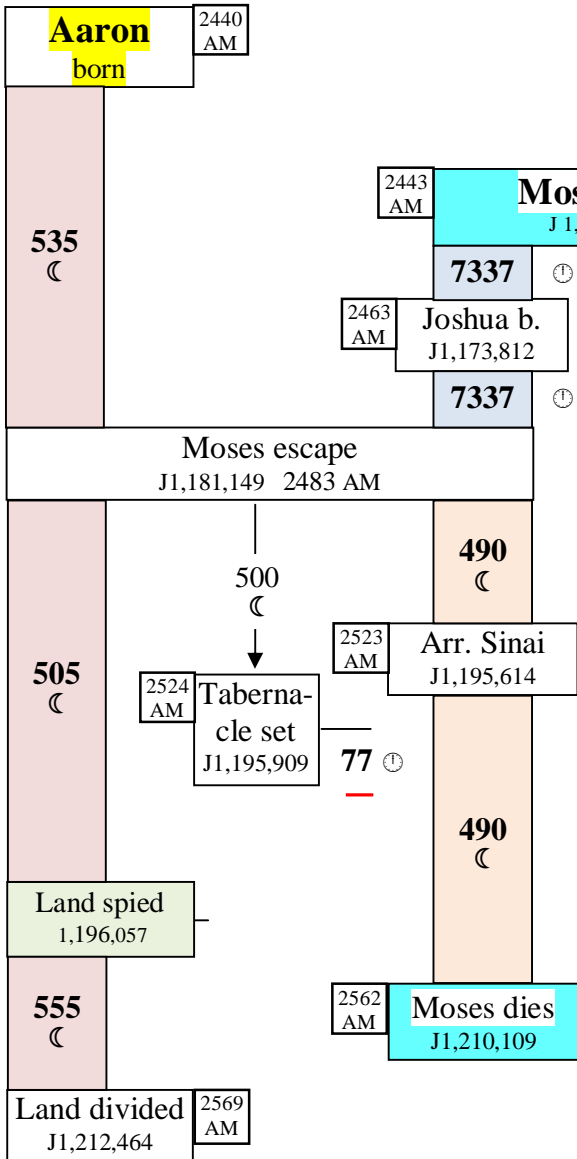 Aaron
born
2440
AM
2443
AM
Mos
J 1,
535
☾
7337
2463
AM
Joshua b.
J1,173,812
7337
Moses escape
J1,181,149 2483 AM
500
☾
490
☾
2523
AM
Arr. Sinai
J1,195,614
505
☾
2524
AM
Taberna-
cle set
J1,195,909
77
490
☾
Land spied
1,196,057
555
☾
2562
AM
Moses dies
J1,210,109
Land divided
J1,212,464
2569
AM